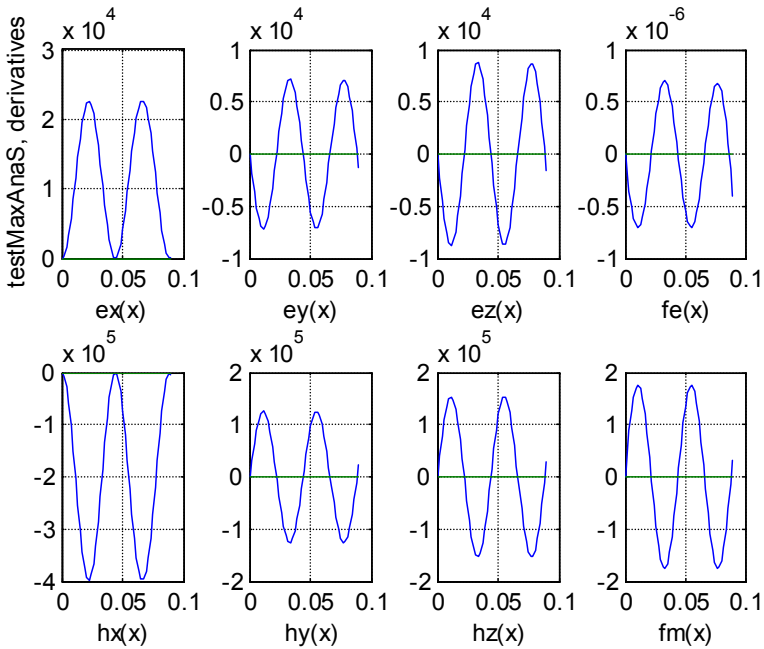 x 10^4
x 10^4
x 10^4
x 10^-6
testMaxAnaS, derivatives
3
2
1
0
0 0.05 0.1
ex(x)
1
0.5
0
-0.5
-1
0 0.05 0.1
ey(x)
1
0.5
0
-0.5
-1
0 0.05 0.1
ez(x)
1
0.5
0
-0.5
-1
0 0.05 0.1
fe(x)
x 10^5
x 10^5
x 10^5
0
-1
-2
-3
-4
0 0.05 0.1
hx(x)
2
1
0
-1
-2
0 0.05 0.1
hy(x)
2
1
0
-1
-2
0 0.05 0.1
hz(x)
2
1
0
-1
-2
0 0.05 0.1
fm(x)